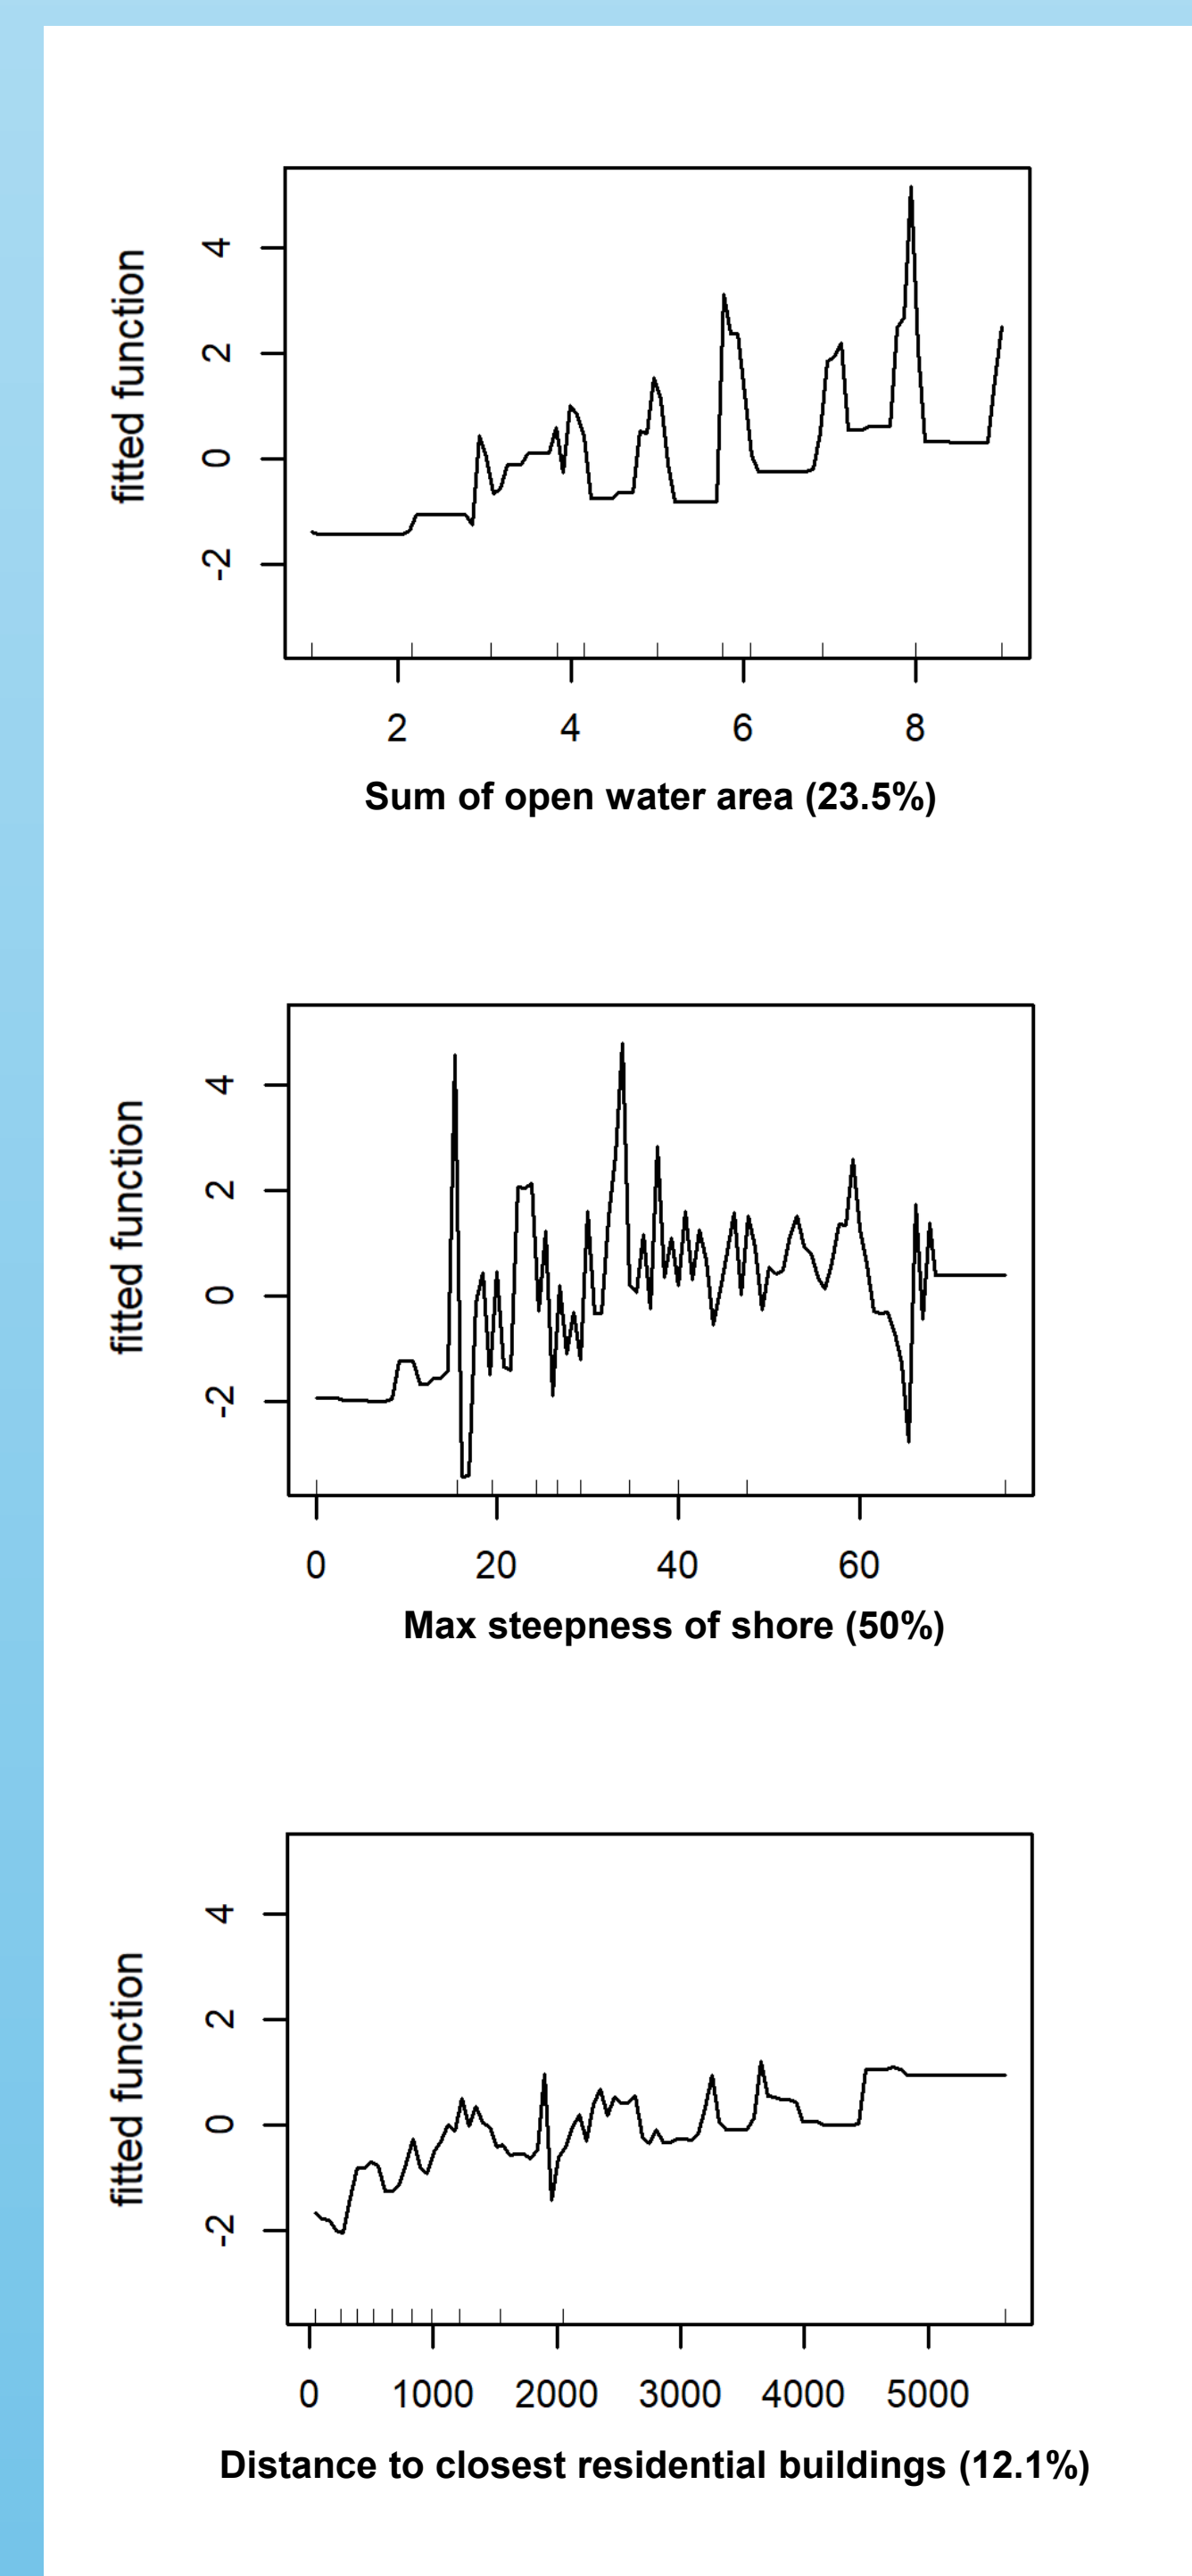 fitted function
4
2
0
-2
2 4 6 8
Sum of open water area (23.5%)
fitted function
4
2
0
-2
0 20 40 60
Max steepness of shore (50%)
fitted function
4
2
0
-2
0 1000 2000 3000 4000 5000
Distance to closest residential buildings (12.1%)